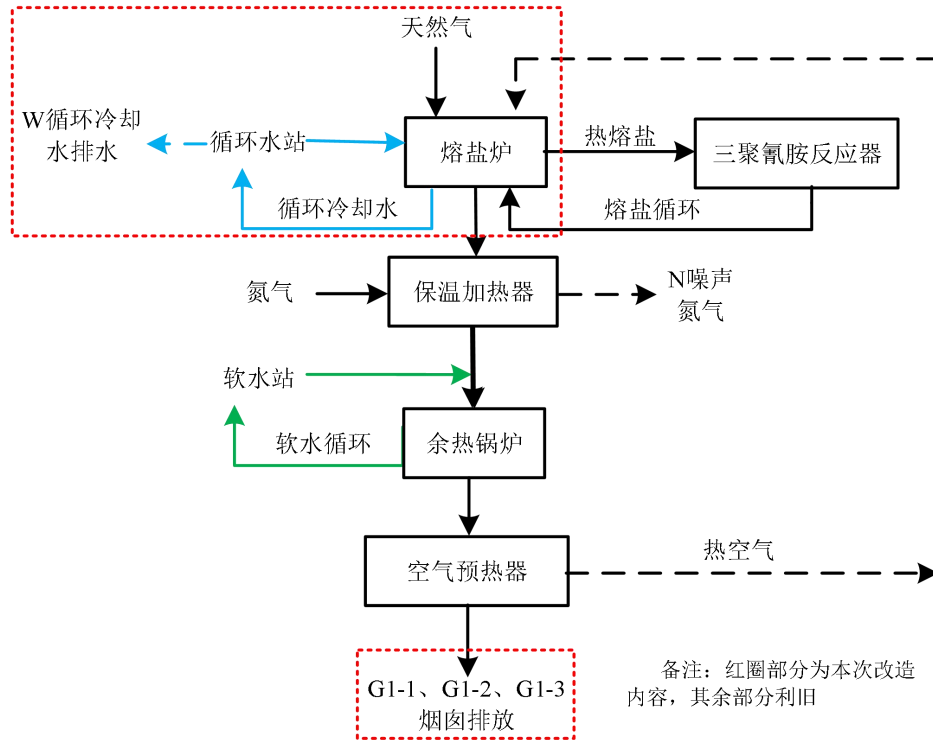 天然气
W循环冷却
水排水
循环水站
熔盐炉
热熔盐
三聚氰胺反应器
循环冷却水
熔盐循环
氮气
保温加热器
N噪声
氮气
软水站
软水循环
余热锅炉
空气预热器
热空气
G1-1、G1-2、G1-3
烟囱排放
备注：红圈部分为本次改造
内容，其余部分利旧